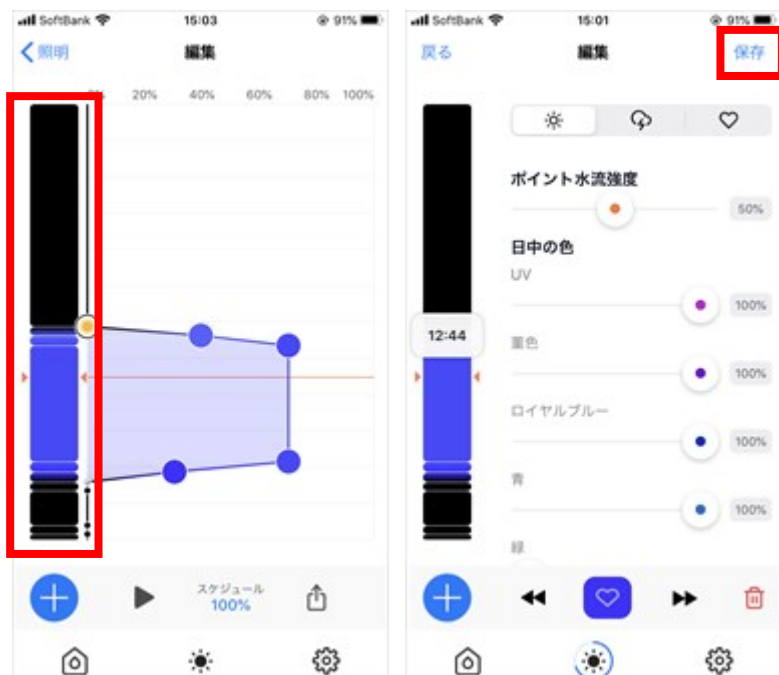 SoftBank 15:03 91%
照明 編集
0% 20% 40% 60% 80% 100%
スケジュール
100%
SoftBank 15:01 91%
戻る 編集 保存
ポイント水流強度
50%
日中の色
UV
100%
12:44
菫色
100%
ロイヤルブルー
100%
青
100%
緑